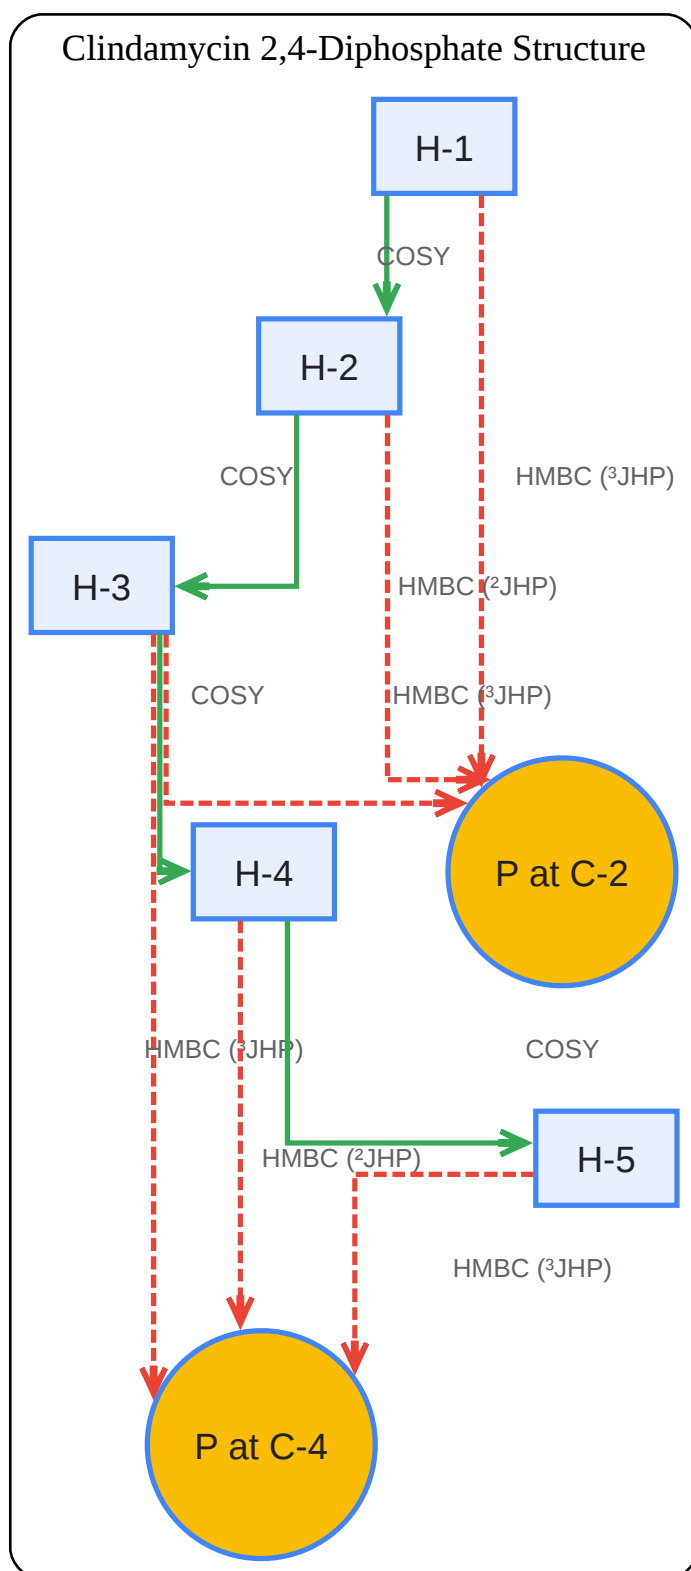 Clindamycin 2,4-Diphosphate Structure
H-1
COSY
H-2
COSY
HMBC (³JHP)
H-3
HMBC (²JHP)
COSY
HMBC (³JHP)
H-4
P at C-2
HMBC (³JHP)
COSY
HMBC (²JHP)
H-5
HMBC (³JHP)
P at C-4